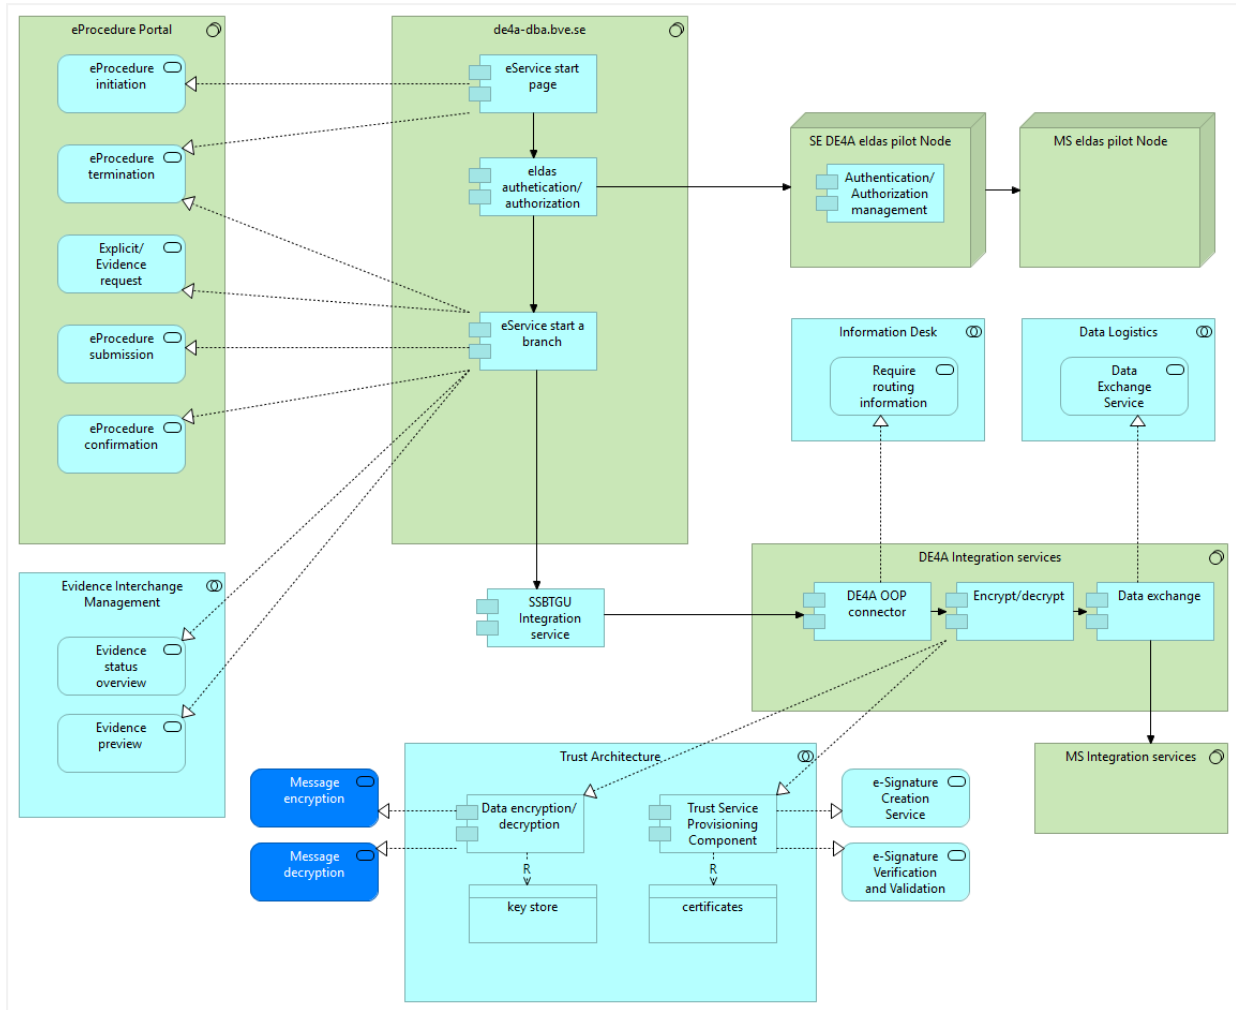 eProcedure Portal
eProcedure
initiation
eProcedure
termination
Explicit/
Evidence
request
eProcedure
submission
eProcedure
confirmation
de4a-dba.bve.se
eService start
page
eIdas
authetication/
authorization
eService start a
branch
SE DE4A eIdas pilot Node
Authentication/
Authorization
management
MS eIdas pilot Node
Information Desk
Require
routing
information
Data Logistics
Data
Exchange
Service
Evidence Interchange
Management
Evidence
status
overview
Evidence
preview
SSBTGU
Integration
service
DE4A Integration services
DE4A OOP
connector
Encrypt/decrypt
Data exchange
MS Integration services
Trust Architecture
Message
encryption
Message
decryption
Data encryption/
decryption
Trust Service
Provisioning
Component
e-Signature
Creation
Service
e-Signature
Verification
and Validation
R
R
key store
certificates